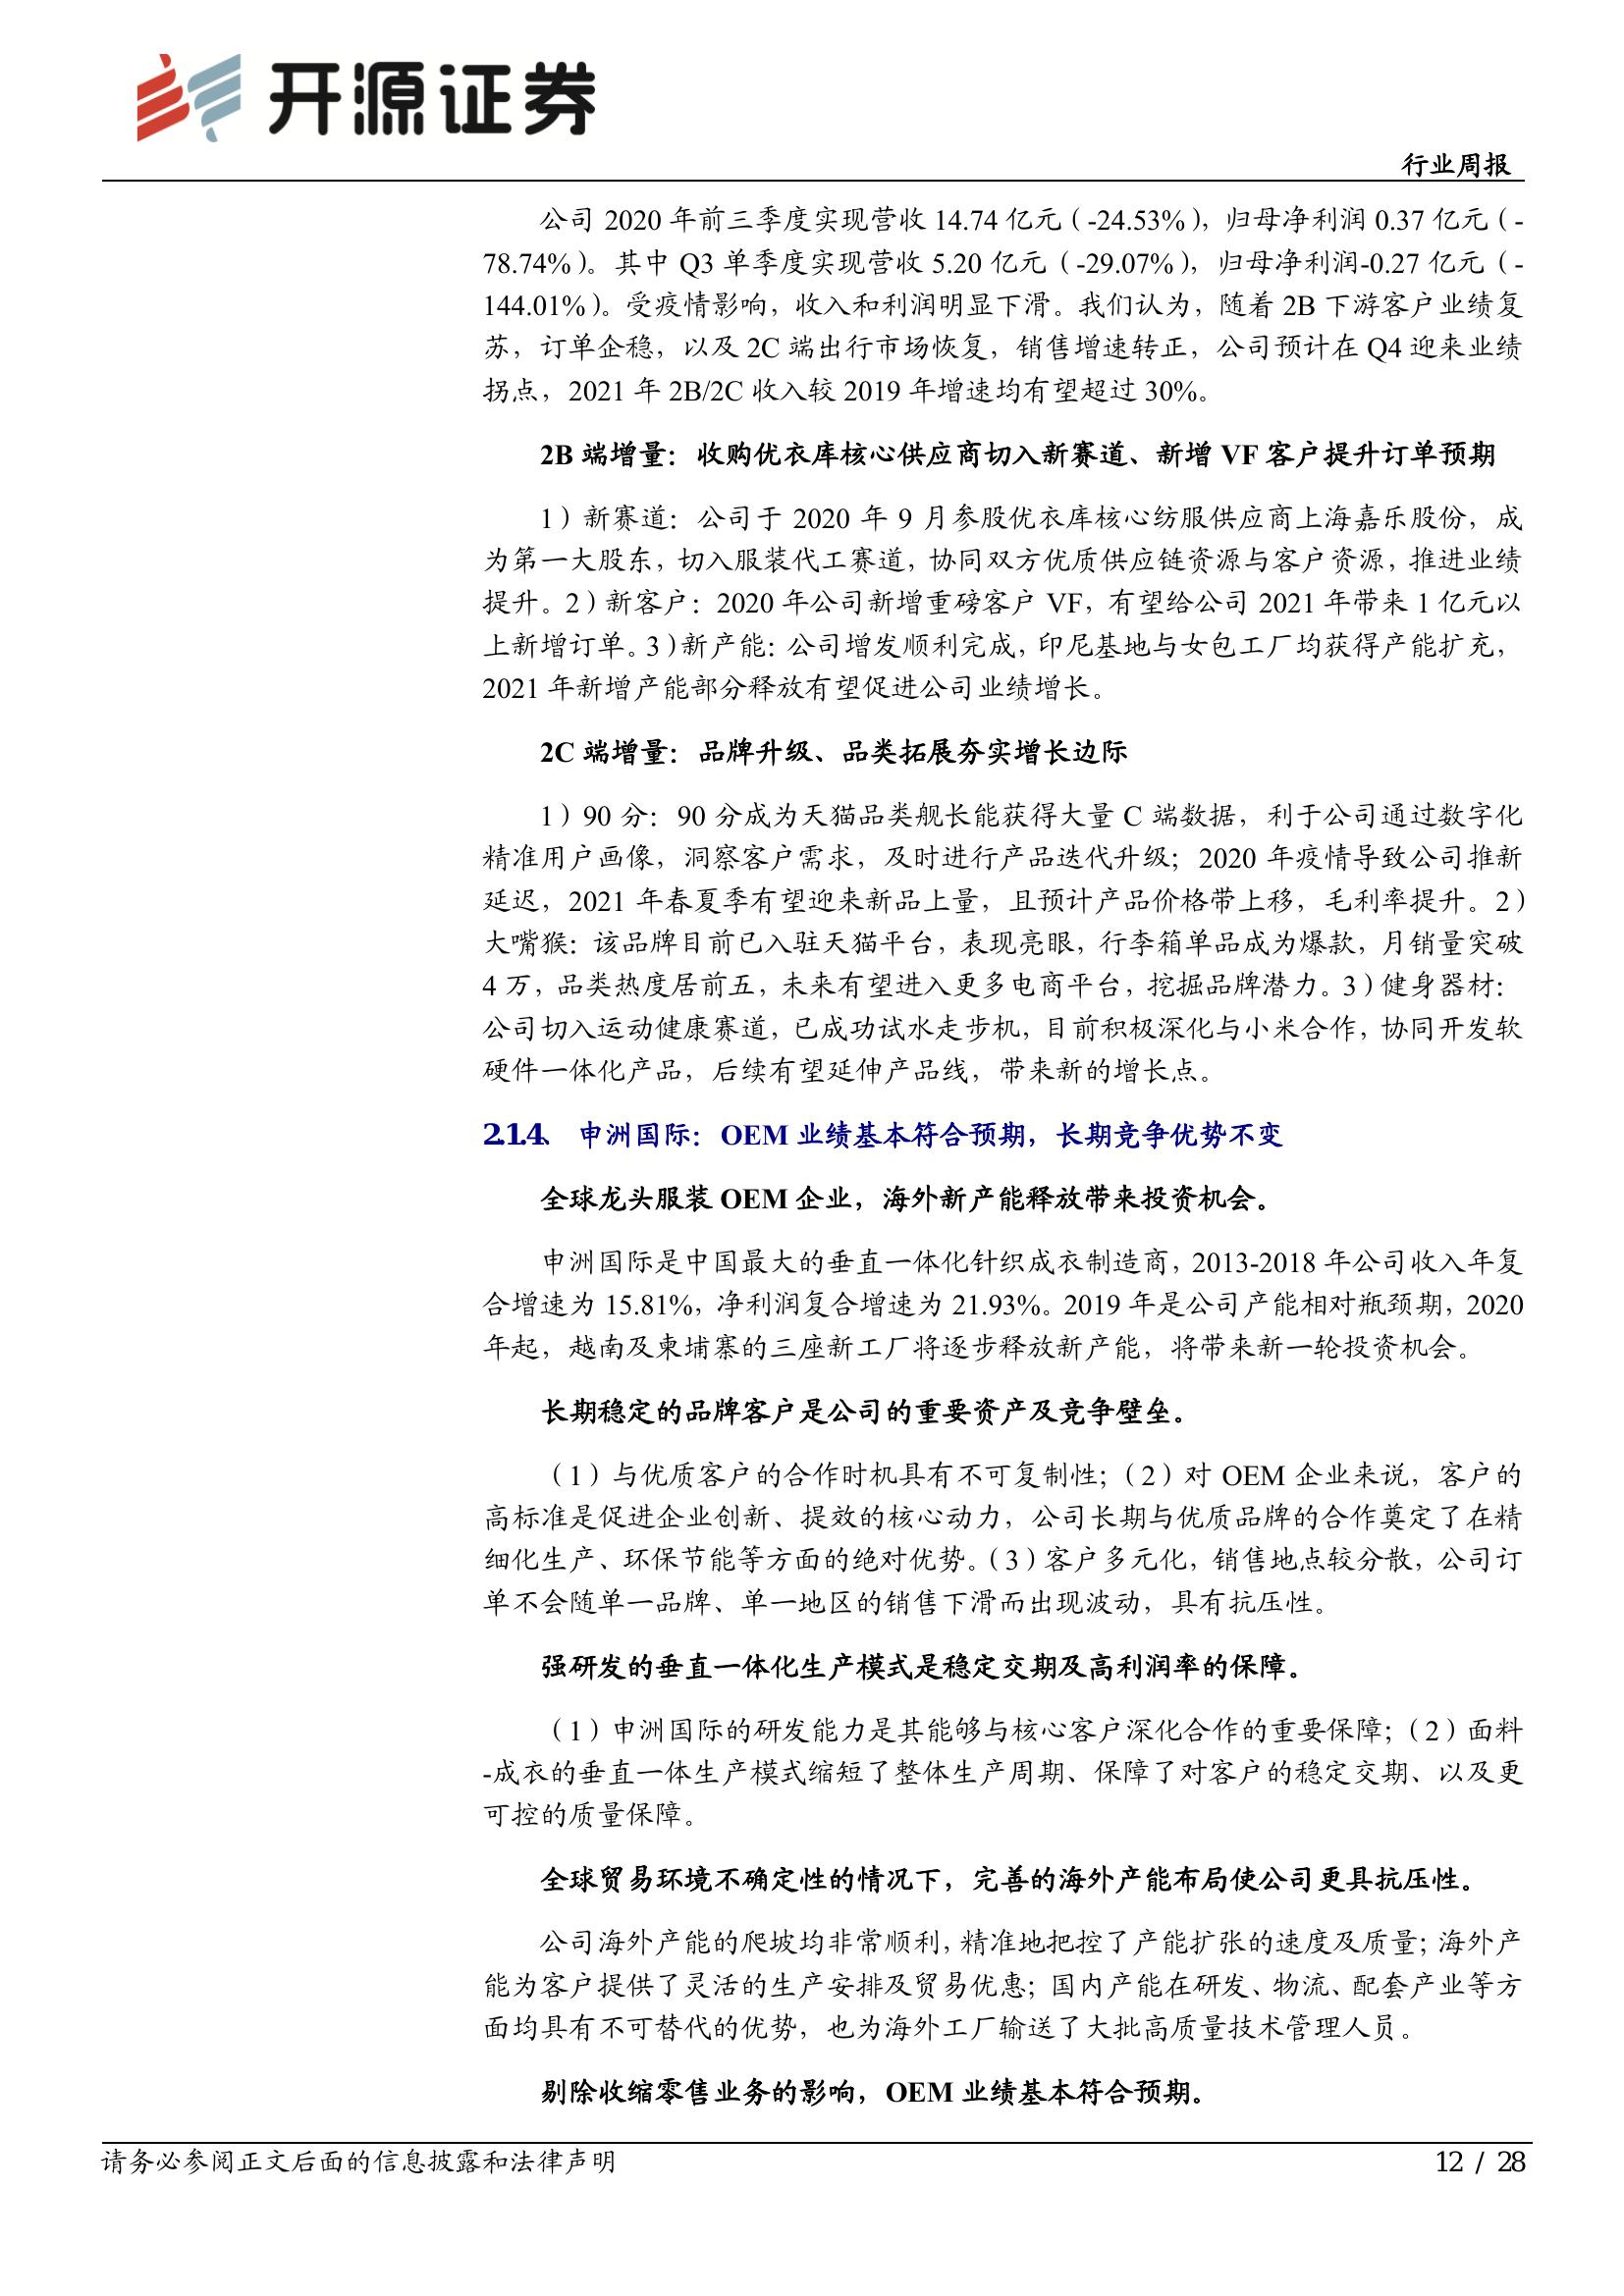 开源证券
行业周报
公司 2020 年前三季度实现营收 14.74 亿元（-24.53%），归母净利润 0.37 亿元（-
78.74%）。其中 Q3 单季度实现营收 5.20 亿元（-29.07%），归母净利润-0.27 亿元（-
144.01%）。受疫情影响，收入和利润明显下滑。我们认为，随着 2B 下游客户业绩复
苏，订单企稳，以及 2C 端出行市场恢复，销售增速转正，公司预计在 Q4 迎来业绩
拐点，2021 年 2B/2C 收入较 2019 年增速均有望超过 30%。
2B 端增量：收购优衣库核心供应商切入新赛道、新增 VF 客户提升订单预期
1）新赛道：公司于 2020 年 9 月参股优衣库核心纺服供应商上海嘉乐股份，成
为第一大股东，切入服装代工赛道，协同双方优质供应链资源与客户资源，推进业绩
提升。2）新客户：2020 年公司新增重磅客户 VF，有望给公司 2021 年带来 1 亿元以
上新增订单。3）新产能：公司增发顺利完成，印尼基地与女包工厂均获得产能扩充，
2021 年新增产能部分释放有望促进公司业绩增长。
2C 端增量：品牌升级、品类拓展夯实增长边际
1）90 分：90 分成为天猫品类舰长能获得大量 C 端数据，利于公司通过数字化
精准用户画像，洞察客户需求，及时进行产品迭代升级；2020 年疫情导致公司推新
延迟，2021 年春夏季有望迎来新品上量，且预计产品价格带上移，毛利率提升。2）
大嘴猴：该品牌目前已入驻天猫平台，表现亮眼，行李箱单品成为爆款，月销量突破
4 万，品类热度居前五，未来有望进入更多电商平台，挖掘品牌潜力。3）健身器材：
公司切入运动健康赛道，已成功试水走步机，目前积极深化与小米合作，协同开发软
硬件一体化产品，后续有望延伸产品线，带来新的增长点。
2.1.4、 申洲国际：OEM 业绩基本符合预期，长期竞争优势不变
全球龙头服装 OEM 企业，海外新产能释放带来投资机会。
申洲国际是中国最大的垂直一体化针织成衣制造商，2013-2018 年公司收入年复
合增速为 15.81%，净利润复合增速为 21.93%。2019 年是公司产能相对瓶颈期，2020
年起，越南及柬埔寨的三座新工厂将逐步释放新产能，将带来新一轮投资机会。
长期稳定的品牌客户是公司的重要资产及竞争壁垒。
（1）与优质客户的合作时机具有不可复制性；（2）对 OEM 企业来说，客户的
高标准是促进企业创新、提效的核心动力，公司长期与优质品牌的合作奠定了在精
细化生产、环保节能等方面的绝对优势。（3）客户多元化，销售地点较分散，公司订
单不会随单一品牌、单一地区的销售下滑而出现波动，具有抗压性。
强研发的垂直一体化生产模式是稳定交期及高利润率的保障。
（1）申洲国际的研发能力是其能够与核心客户深化合作的重要保障；（2）面料
-成衣的垂直一体生产模式缩短了整体生产周期、保障了对客户的稳定交期、以及更
可控的质量保障。
全球贸易环境不确定性的情况下，完善的海外产能布局使公司更具抗压性。
公司海外产能的爬坡均非常顺利，精准地把控了产能扩张的速度及质量；海外产
能为客户提供了灵活的生产安排及贸易优惠；国内产能在研发、物流、配套产业等方
面均具有不可替代的优势，也为海外工厂输送了大批高质量技术管理人员。
剔除收缩零售业务的影响，OEM 业绩基本符合预期。
请务必参阅正文后面的信息披露和法律声明
12 / 28